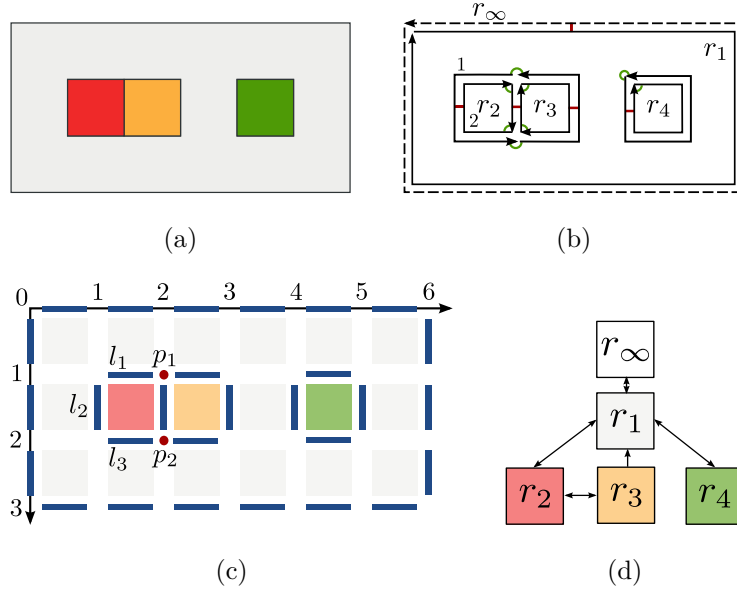 r∞
r1
1
r2
r3
r4
2
(a)
(b)
0 1 2 3 4 5 6
l1 p1
1
l2
2
l3 p2
3
r∞
r1
r2 r3 r4
(c)
(d)